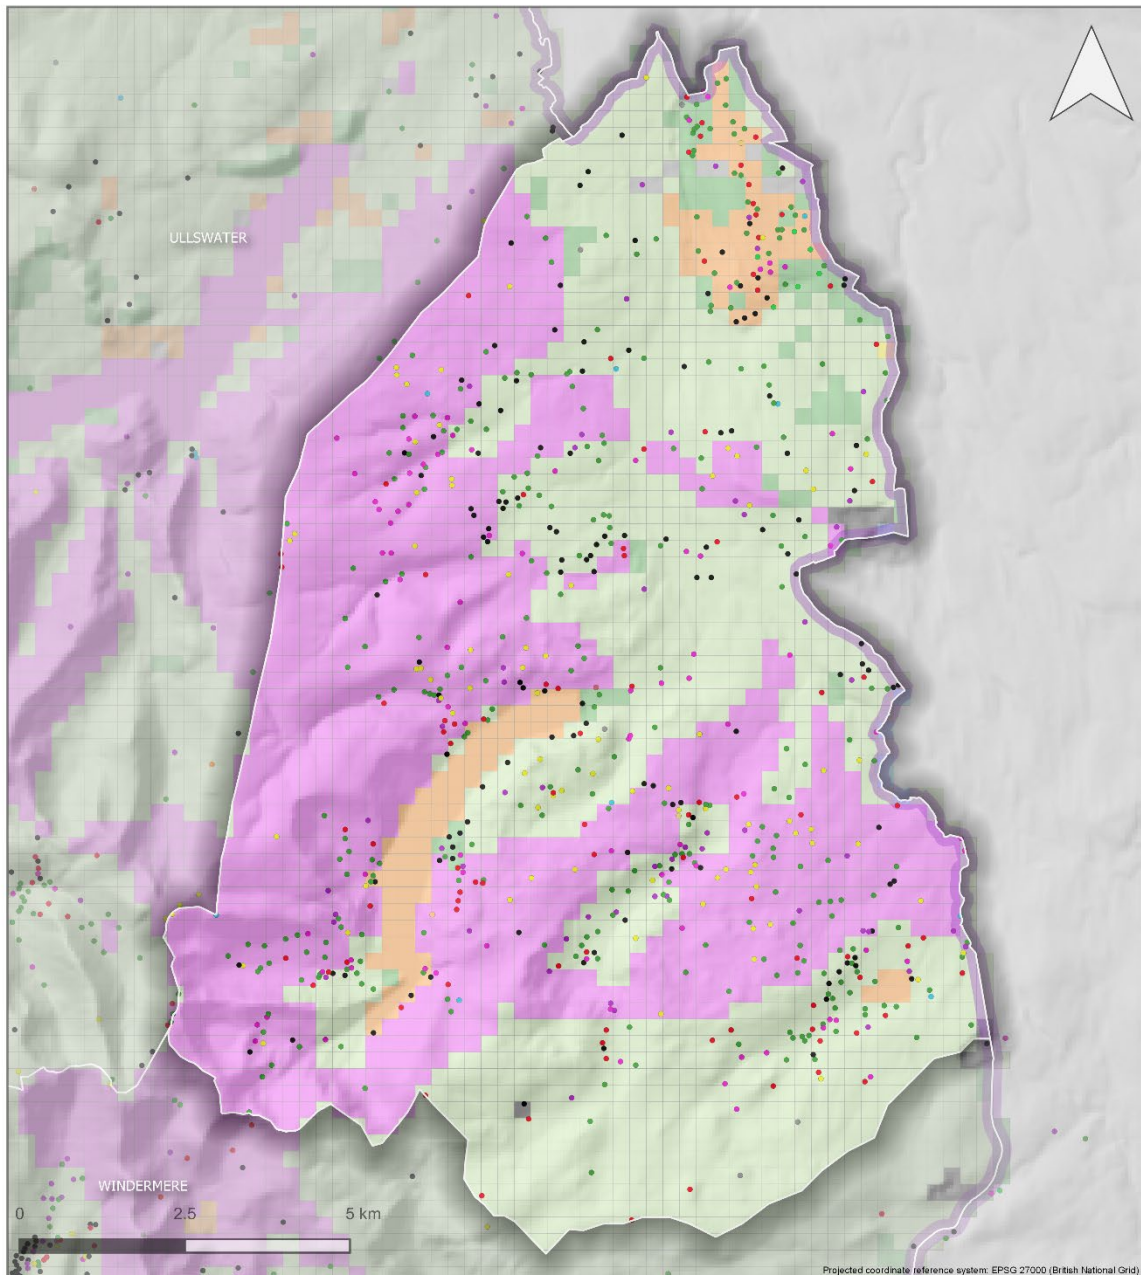 ULLSWATER
WINDERMERE
0 2.5 5 km
Projected coordinate reference system: EPSG 27000 (British National Grid)